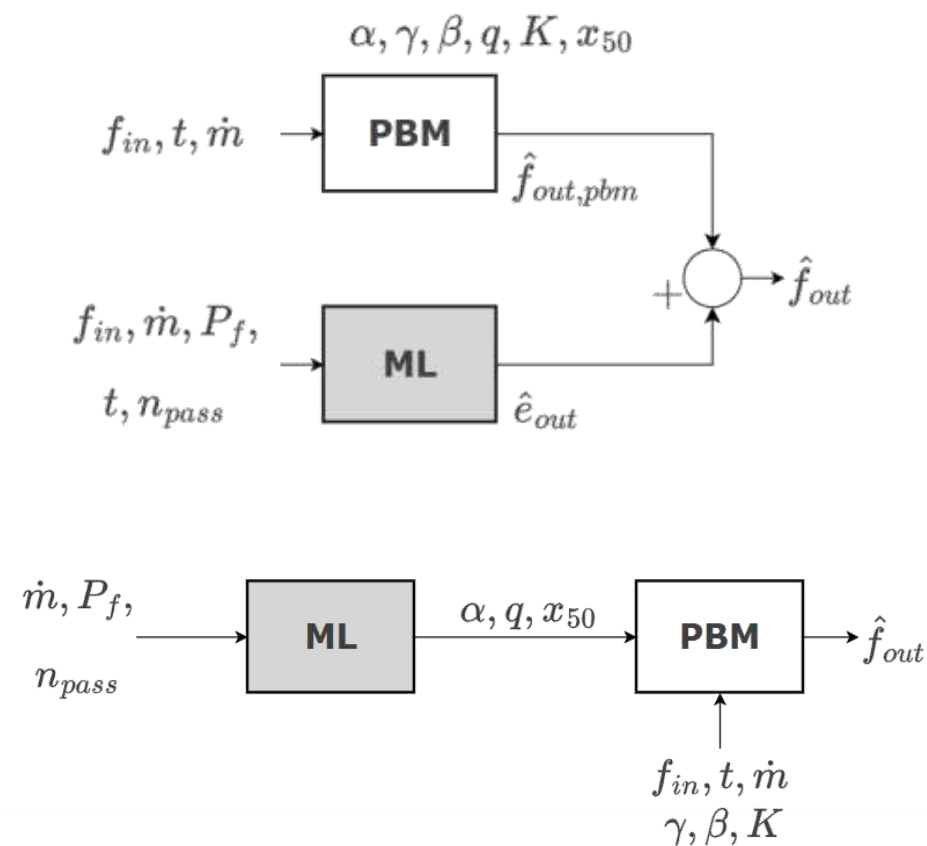 α, γ, β, q, K, x₅₀
f_in, t, ṁ
PBM
f̂_out,pbm
+
f̂_out
f_in, ṁ, P_f,
t, n_pass
ML
ê_out
ṁ, P_f,
n_pass
ML
α, q, x₅₀
PBM
f̂_out
f_in, t, ṁ
γ, β, K